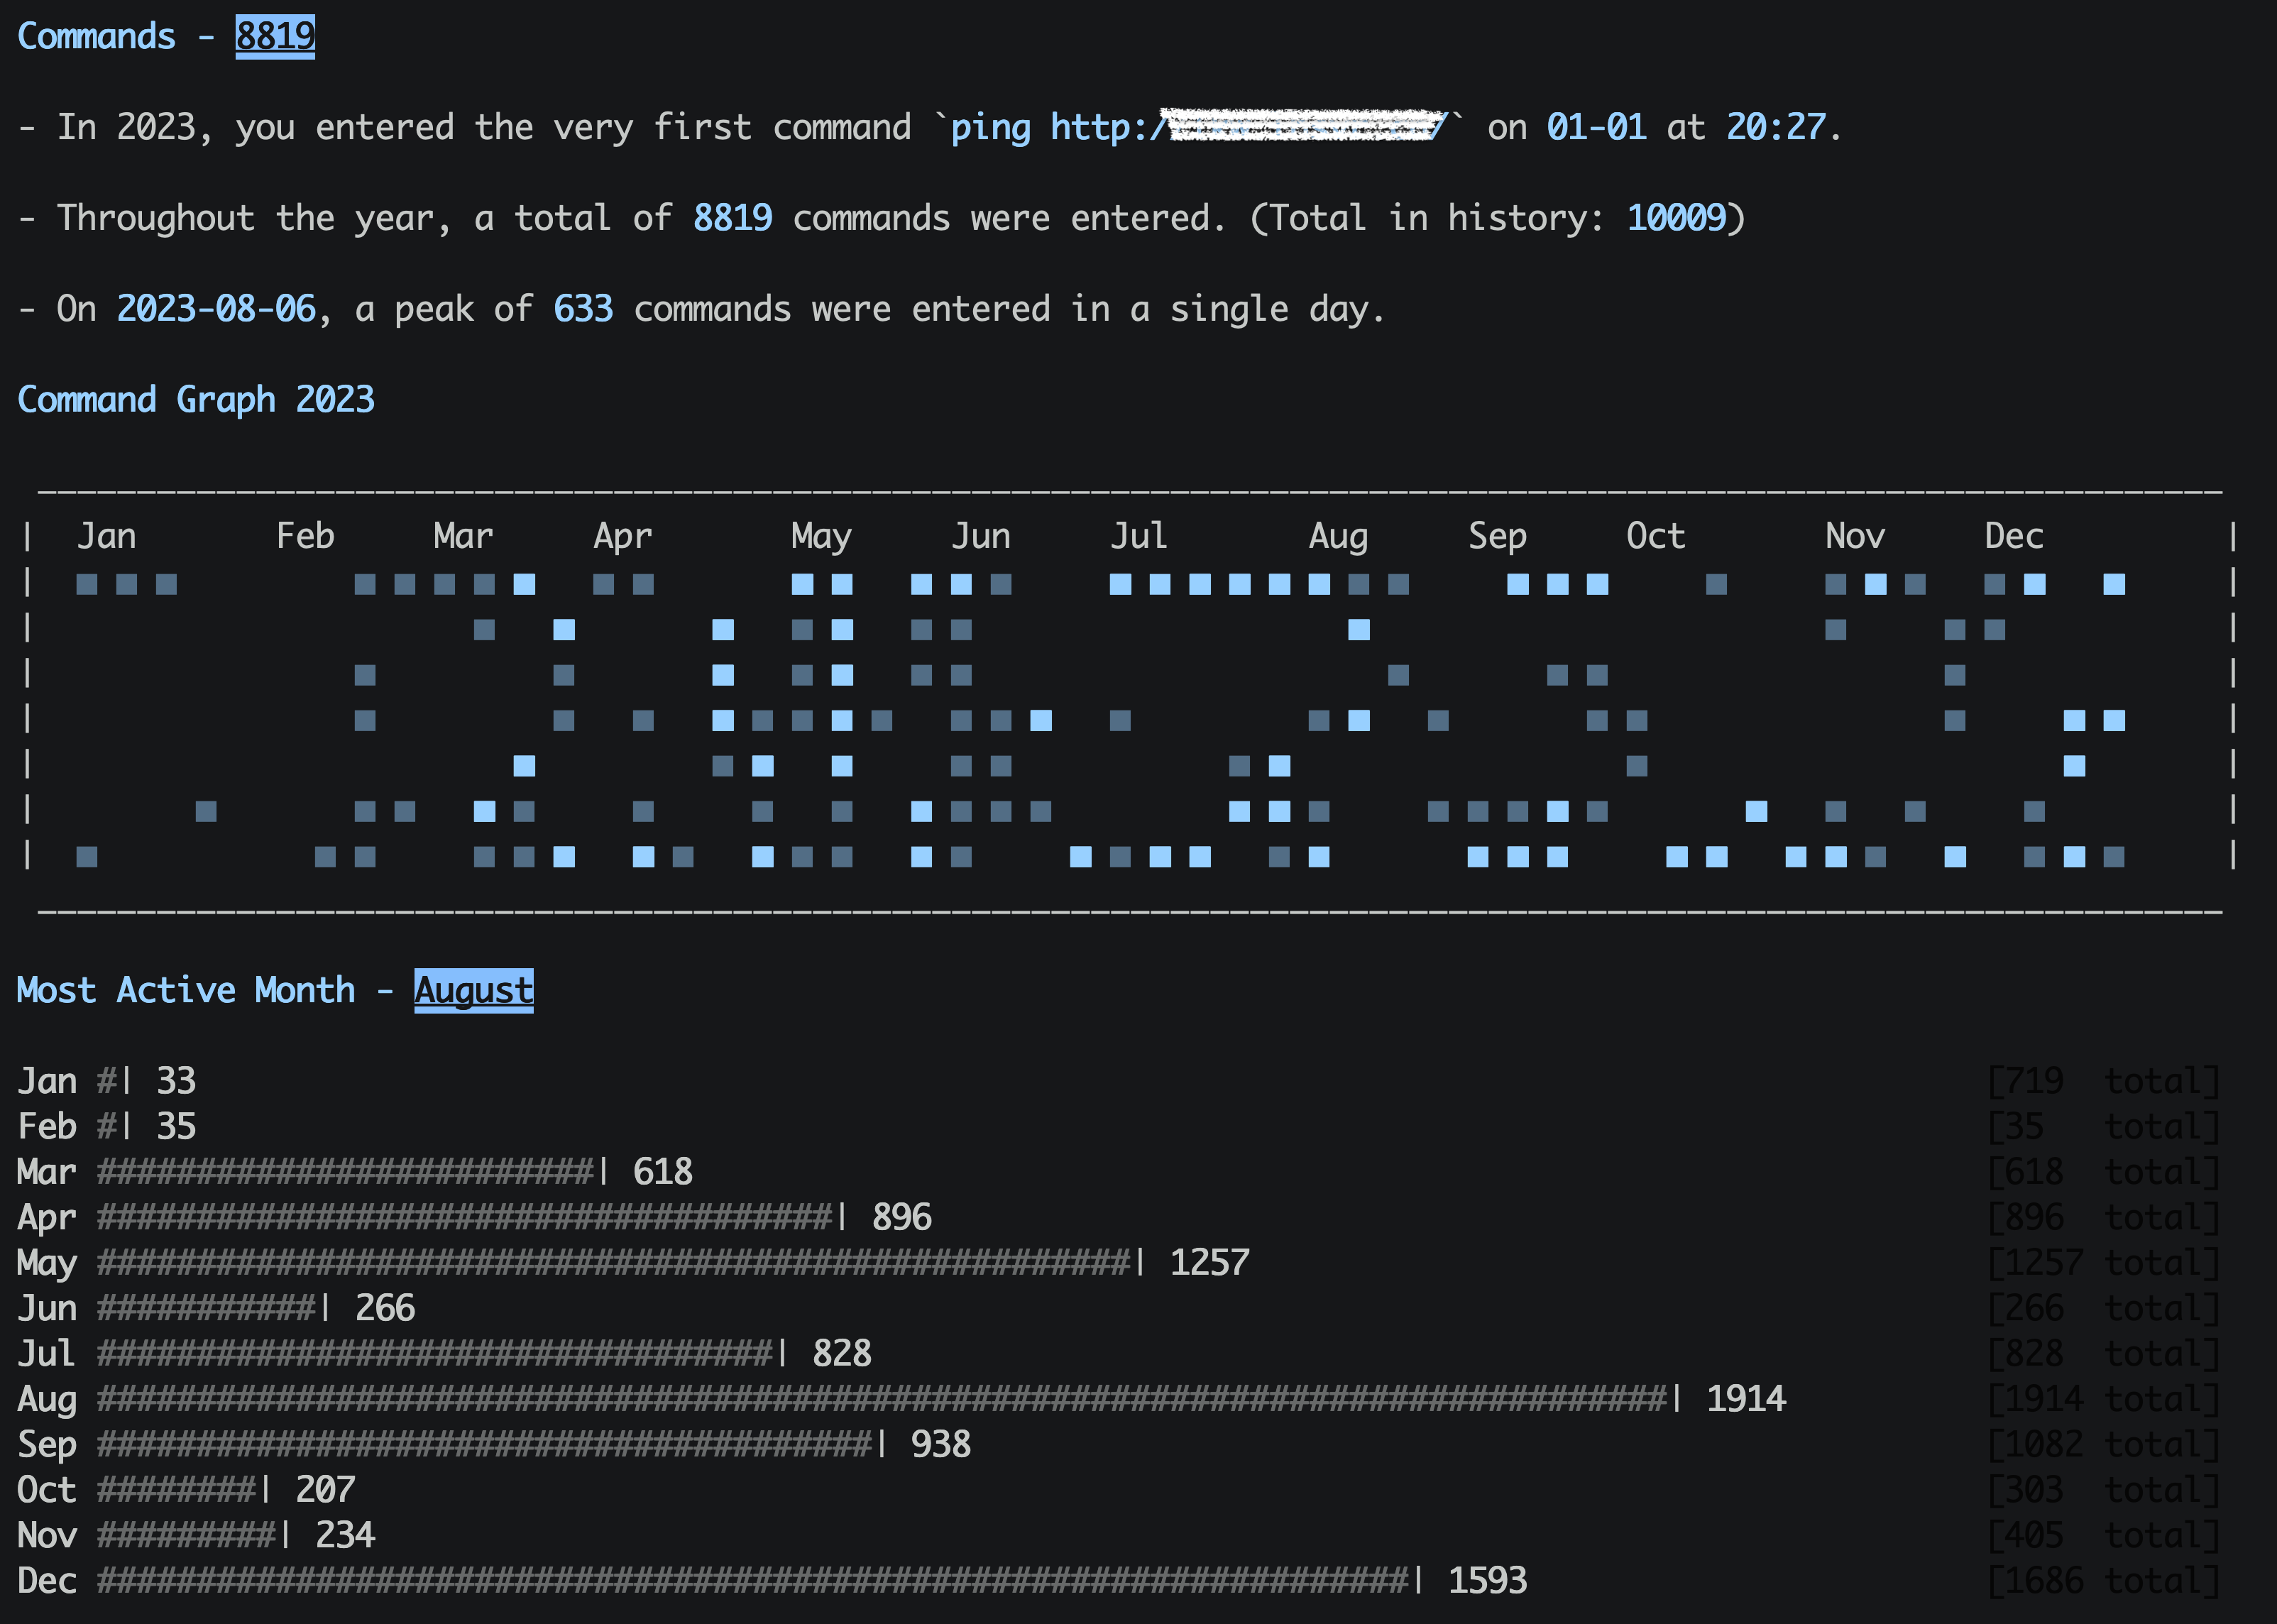 Commands - 8819
- In 2023, you entered the very first command `ping http:/ /` on 01-01 at 20:27.
- Throughout the year, a total of 8819 commands were entered. (Total in history: 10009)
- On 2023-08-06, a peak of 633 commands were entered in a single day.
Command Graph 2023
| Jan Feb Mar Apr May Jun Jul Aug Sep Oct Nov Dec |
Most Active Month - August
Jan #| 33 [719 total]
Feb #| 35 [35 total]
Mar #########################| 618 [618 total]
Apr #####################################| 896 [896 total]
May ####################################################| 1257 [1257 total]
Jun ###########| 266 [266 total]
Jul ##################################| 828 [828 total]
Aug ###############################################################################| 1914 [1914 total]
Sep #######################################| 938 [1082 total]
Oct ########| 207 [303 total]
Nov #########| 234 [405 total]
Dec ##################################################################| 1593 [1686 total]